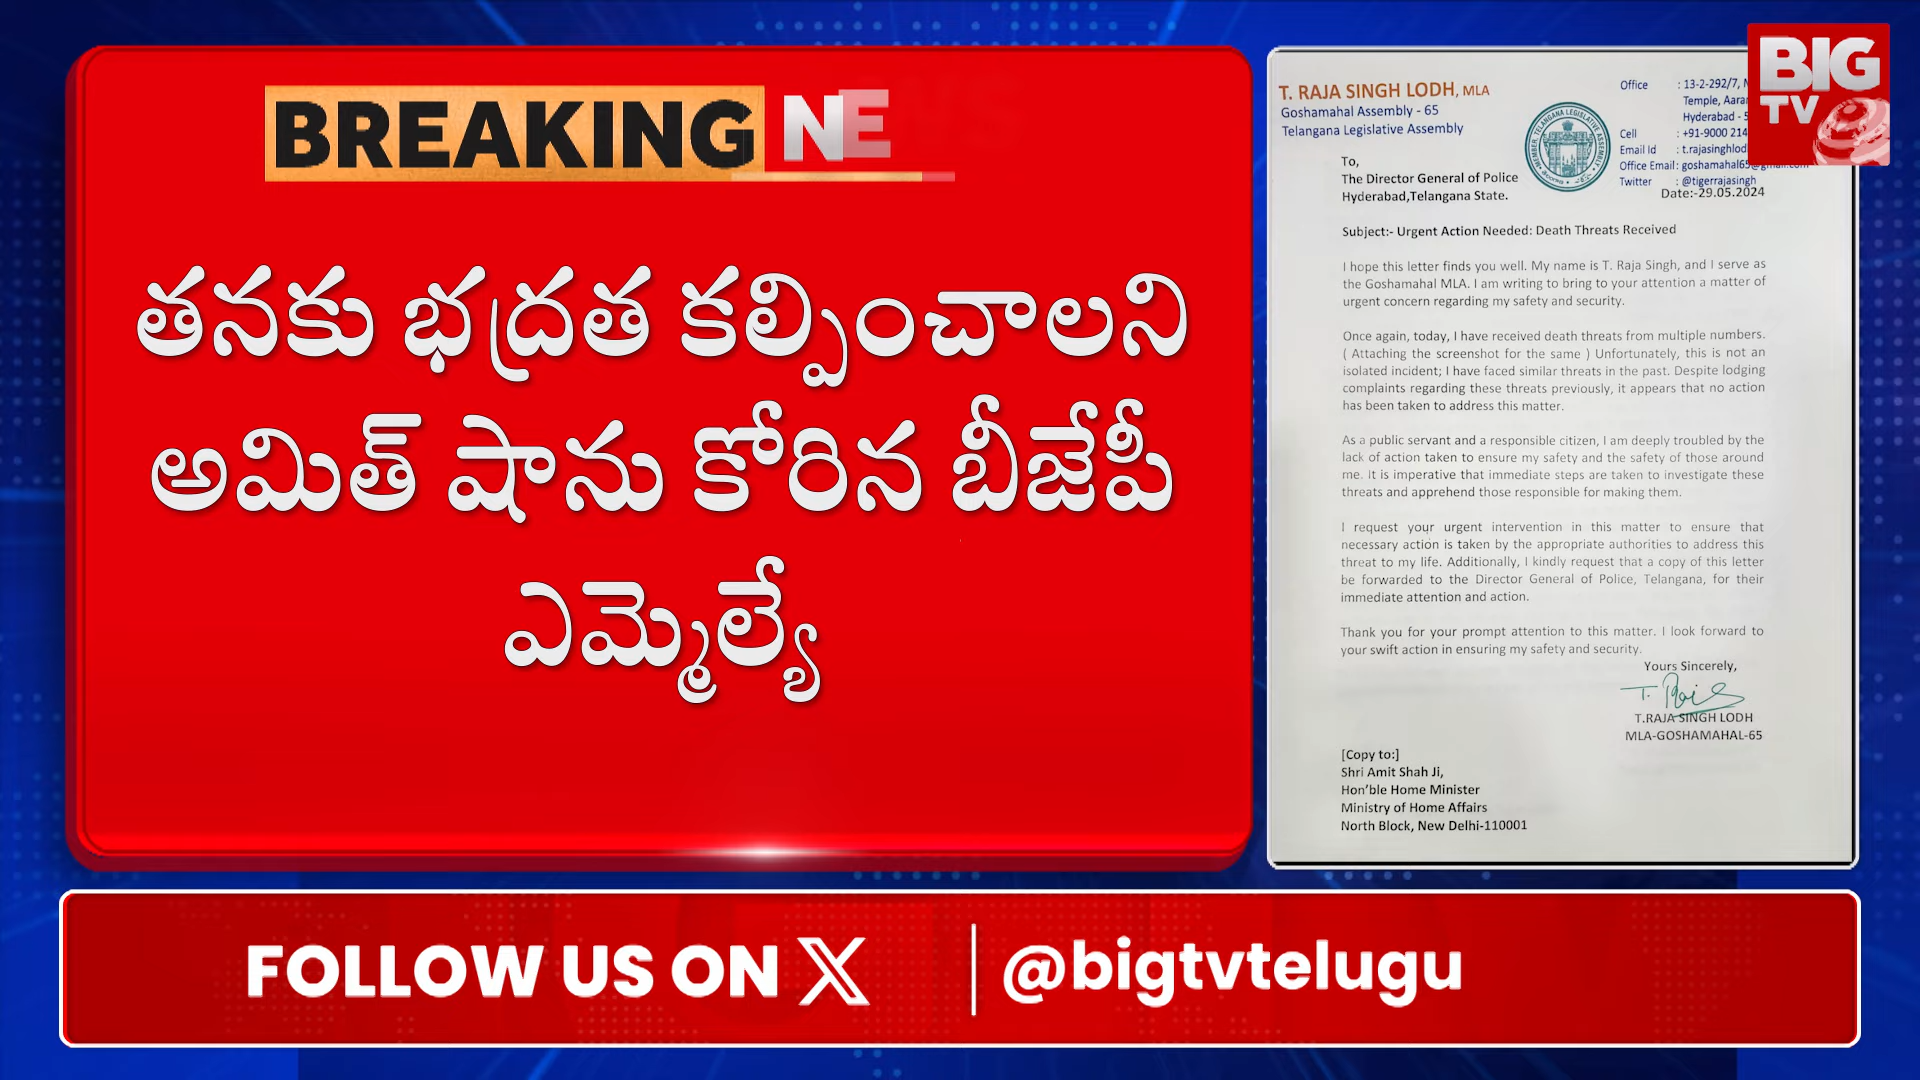 BREAKING NE
తనకు భద్రత కల్పించాలని
అమిత్ షాను కోరిన బీజేపీ
ఎమ్మెల్యే
T. RAJA SINGH LODH, MLA
Goshamahal Assembly - 65
Telangana Legislative Assembly
Office : 13-2-292/7,
Temple,
Hyderabad -
Cell : +91-9000 214
Email Id : t.rajasinghlod
Office Email : goshamahal65@gmail.com
Twitter : @tigerrajasingh
BIG
TV
To,
The Director General of Police
Hyderabad,Telangana State.
Date:-29.05.2024
Subject:- Urgent Action Needed: Death Threats Received
I hope this letter finds you well. My name is T. Raja Singh, and I serve as
the Goshamahal MLA. I am writing to bring to your attention a matter of
urgent concern regarding my safety and security.
Once again, today, I have received death threats from multiple numbers.
( Attaching the screenshot for the same ) Unfortunately, this is not an
isolated incident; I have faced similar threats in the past. Despite lodging
complaints regarding these threats previously, it appears that no action
has been taken to address this matter.
As a public servant and a responsible citizen, I am deeply troubled by the
lack of action taken to ensure my safety and the safety of those around
me. It is imperative that immediate steps are taken to investigate these
threats and apprehend those responsible for making them.
I request your urgent intervention in this matter to ensure that
necessary action is taken by the appropriate authorities to address this
threat to my life. Additionally, I kindly request that a copy of this letter
be forwarded to the Director General of Police, Telangana, for their
immediate attention and action.
Thank you for your prompt attention to this matter. I look forward to
your swift action in ensuring my safety and security.
Yours Sincerely,
T. Raja S
T.RAJA SINGH LODH
MLA-GOSHAMAHAL-65
[Copy to:]
Shri Amit Shah Ji,
Hon'ble Home Minister
Ministry of Home Affairs
North Block, New Delhi-110001
FOLLOW US ON X | @bigtvtelugu